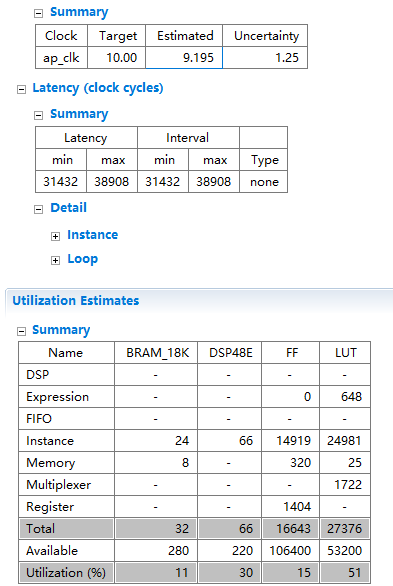 Summary
Clock Target Estimated Uncertainty
ap_clk 10.00 9.195 1.25
Latency (clock cycles)
Summary
Latency Interval
min max min max Type
31432 38908 31432 38908 none
Detail
Instance
Loop
Utilization Estimates
Summary
Name BRAM_18K DSP48E FF LUT
DSP - - - -
Expression - - 0 648
FIFO - - - -
Instance 24 66 14919 24981
Memory 8 - 320 25
Multiplexer - - - 1722
Register - - 1404 -
Total 32 66 16643 27376
Available 280 220 106400 53200
Utilization (%) 11 30 15 51